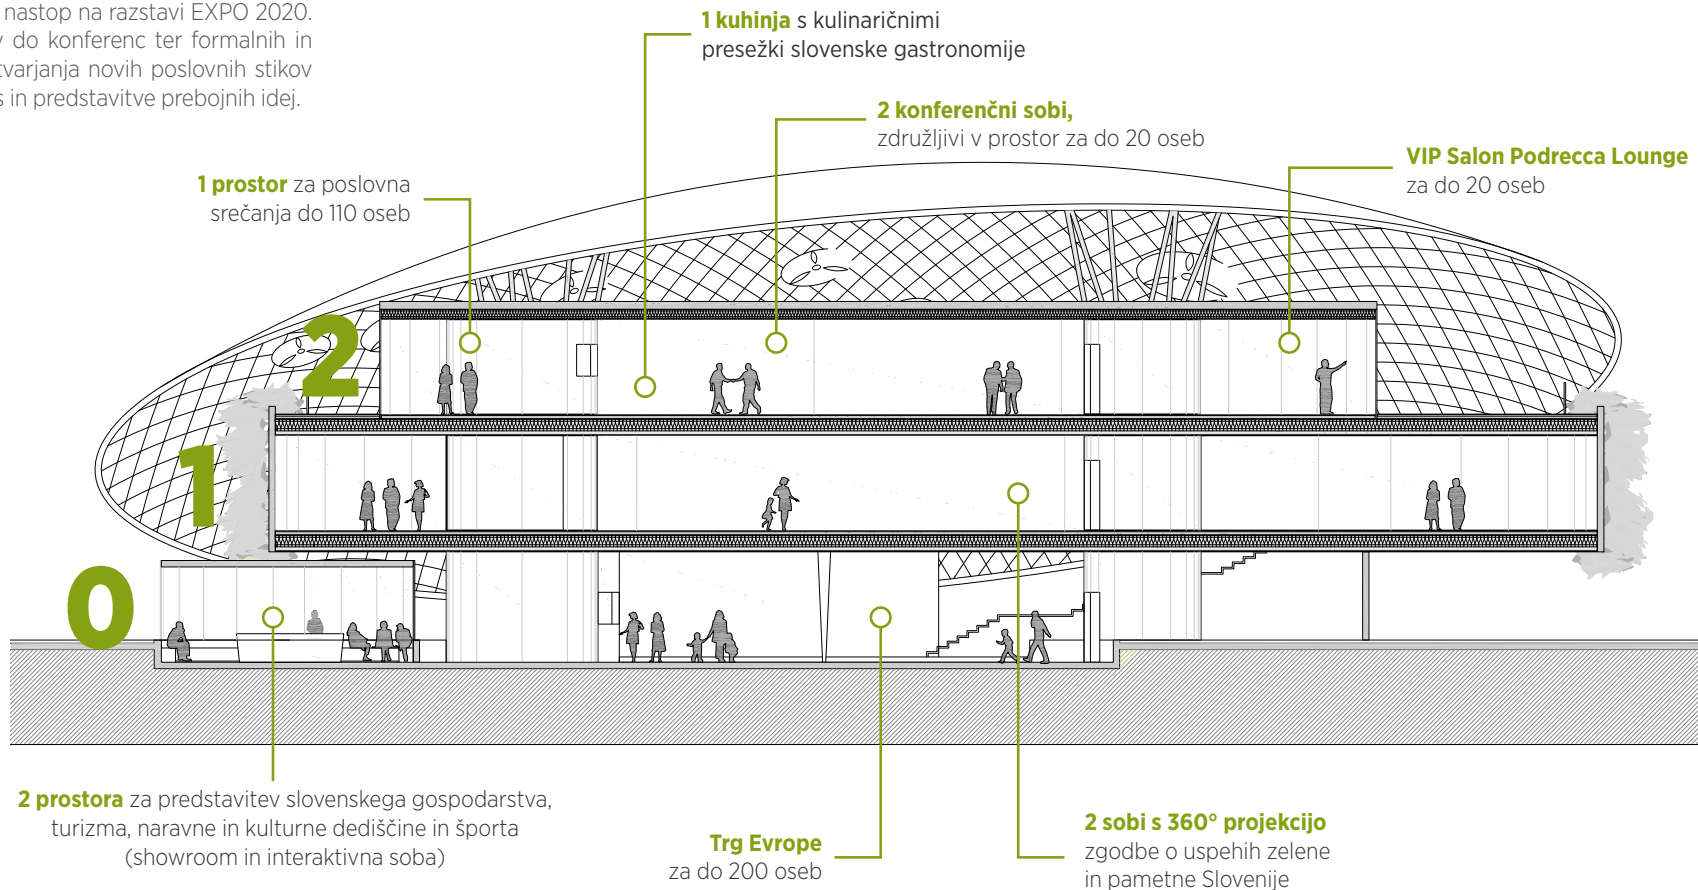 nastop na razstavi EXPO 2020.
do konferenc ter formalnih in
tvarjanja novih poslovnih stikov
s in predstavitve prebojnih idej.
1 kuhinja s kulinaričnimi
presežki slovenske gastronomije
2 konferenčni sobi,
združljivi v prostor za do 20 oseb
VIP Salon Podrecca Lounge
za do 20 oseb
1 prostor za poslovna
srečanja do 110 oseb
2
1
0
2 prostora za predstavitev slovenskega gospodarstva,
turizma, naravne in kulturne dediščine in športa
(showroom in interaktivna soba)
Trg Evrope
za do 200 oseb
2 sobi s 360° projekcijo
zgodbe o uspehih zelene
in pametne Slovenije